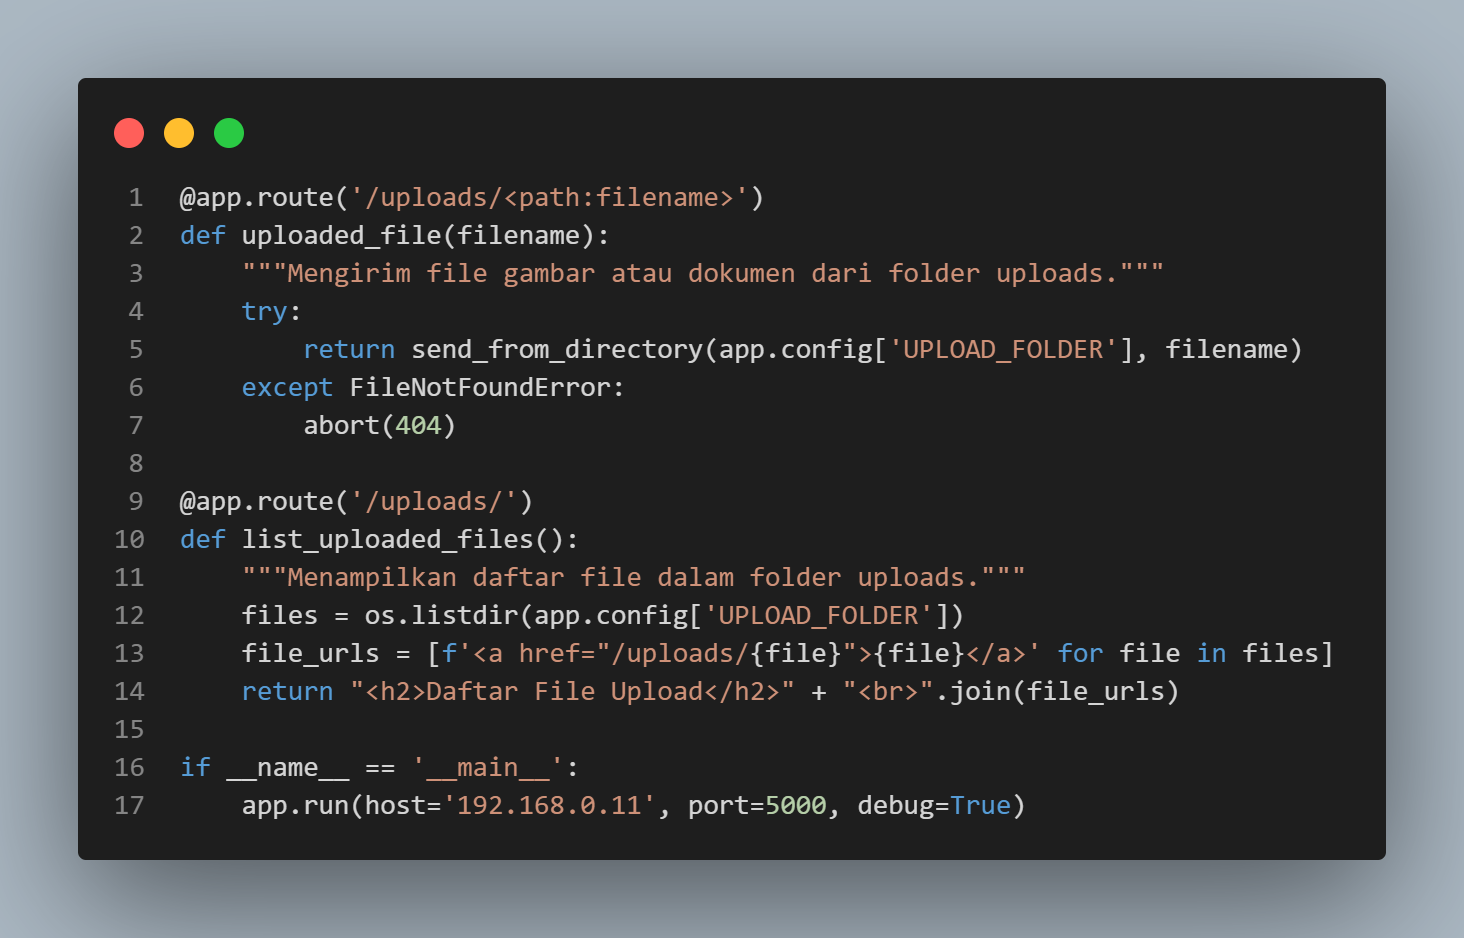 1 @app.route('/uploads/<path:filename>')
2 def uploaded_file(filename):
3     """Mengirim file gambar atau dokumen dari folder uploads."""
4     try:
5         return send_from_directory(app.config['UPLOAD_FOLDER'], filename)
6     except FileNotFoundError:
7         abort(404)
8
9 @app.route('/uploads/')
10 def list_uploaded_files():
11     """Menampilkan daftar file dalam folder uploads."""
12     files = os.listdir(app.config['UPLOAD_FOLDER'])
13     file_urls = [f'<a href="/uploads/{file}">{file}</a>' for file in files]
14     return "<h2>Daftar File Upload</h2>" + "<br>".join(file_urls)
15
16 if __name__ == '__main__':
17     app.run(host='192.168.0.11', port=5000, debug=True)